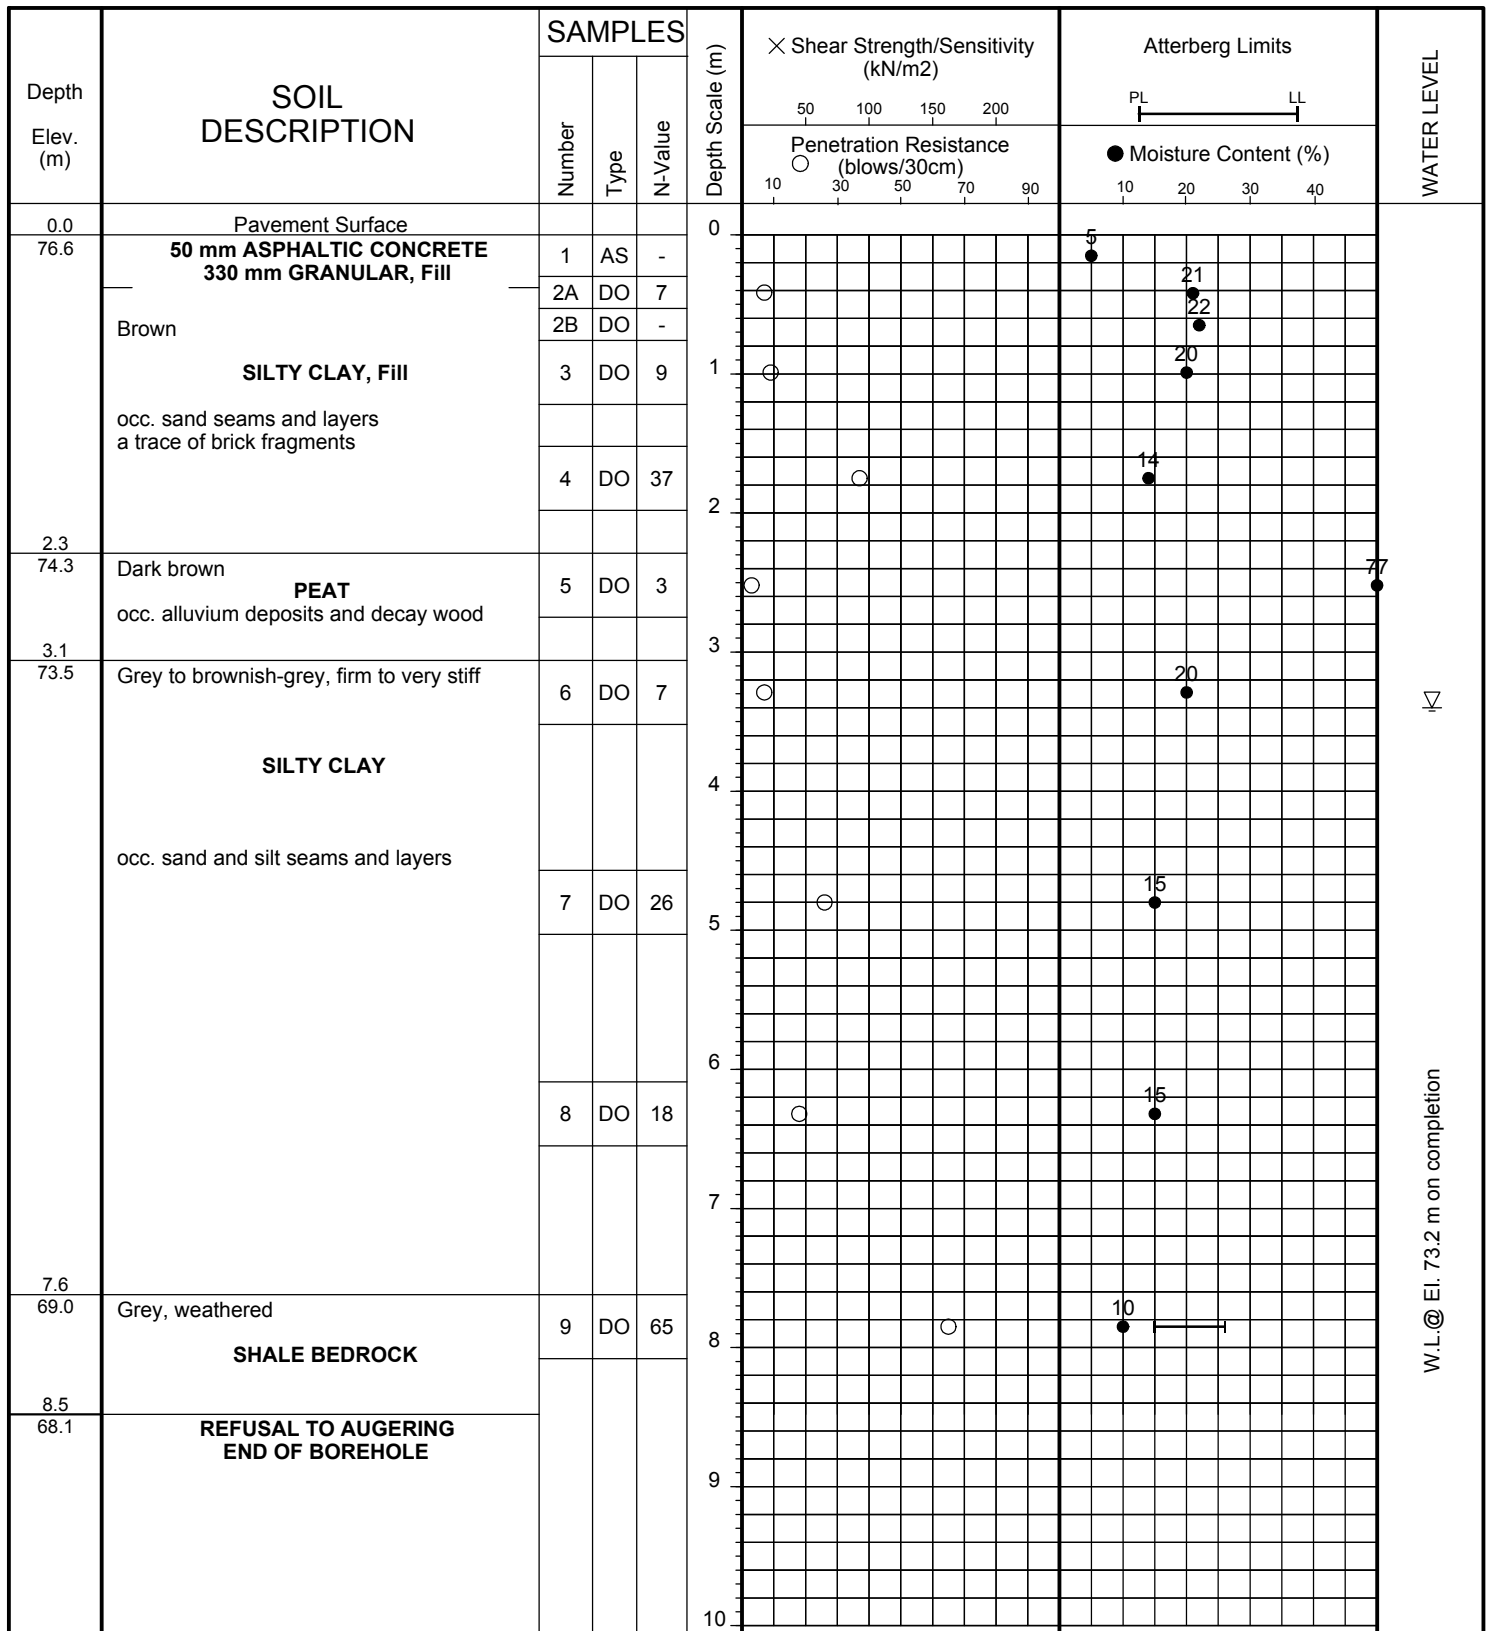 SAMPLES
Depth
Elev.
(m)
SOIL
DESCRIPTION
Number
Type
N-Value
Depth Scale (m)
× Shear Strength/Sensitivity
(kN/m2)
50 100 150 200
Penetration Resistance
(blows/30cm)
10 30 50 70 90
Atterberg Limits
PL LL
Moisture Content (%)
10 20 30 40
WATER LEVEL
0.0 Pavement Surface 0
76.6 50 mm ASPHALTIC CONCRETE
330 mm GRANULAR, Fill
1 AS - 5
2A DO 7 21
Brown 2B DO - 22
SILTY CLAY, Fill 3 DO 9 1 20
occ. sand seams and layers
a trace of brick fragments
4 DO 37 14
2
2.3
74.3 Dark brown
PEAT 5 DO 3 77
occ. alluvium deposits and decay wood
3
3.1
73.5 Grey to brownish-grey, firm to very stiff
6 DO 7 20
SILTY CLAY
4
occ. sand and silt seams and layers
7 DO 26 15
5
6
8 DO 18 15
7
7.6
69.0 Grey, weathered
9 DO 65 10
SHALE BEDROCK 8
8.5
68.1 REFUSAL TO AUGERING
END OF BOREHOLE
9
10
W.L.@ El. 73.2 m on completion